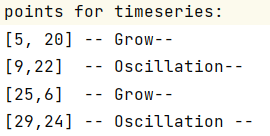 points for timeseries:
[5, 20] -- Grow--
[9,22]  -- Oscillation--
[25,6]  -- Grow--
[29,24] -- Oscillation --